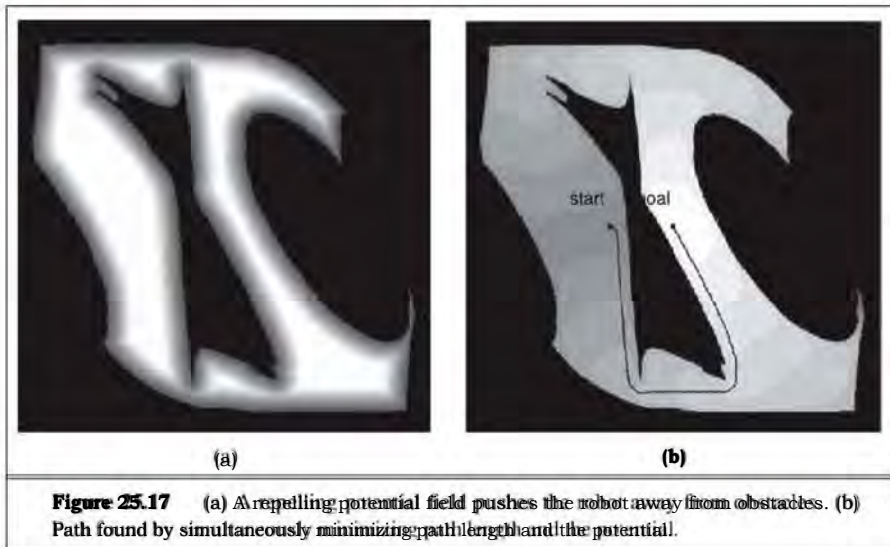 start oal
(a) (b)
Figure 25.17 (a) A repelling potential field pushes the robot away from obstacles. (b)
Path found by simultaneously minimizing path length and the potential.